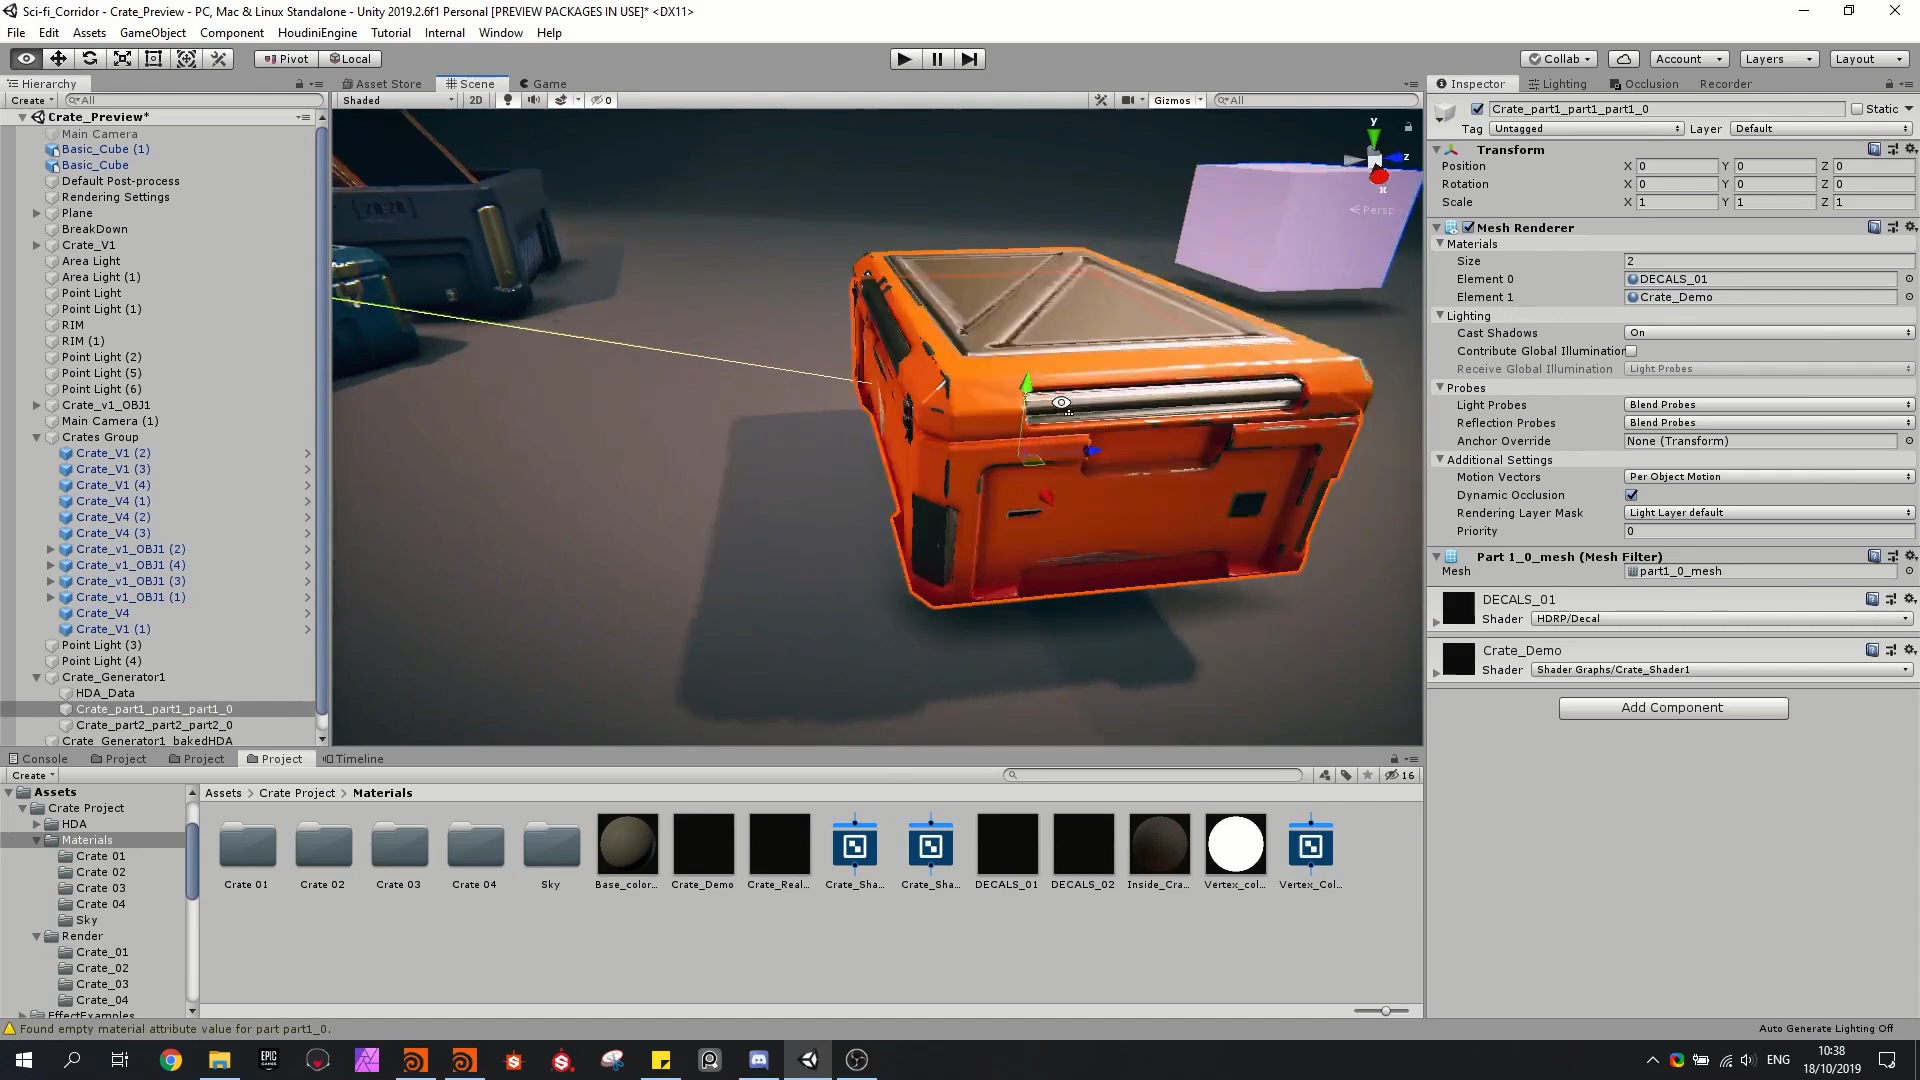 Sci-fi_Corridor - Crate_Preview - PC, Mac & Linux Standalone - Unity 2019.2.6f1 Personal [PREVIEW PACKAGES IN USE]* <DX11>
File Edit Assets GameObject Component HoudiniEngine Tutorial Internal Window Help
Pivot Local Collab Account Layers Layout
Hierarchy Asset Store Scene Game Inspector Lighting Occlusion Recorder
Create All Shaded 2D 0 Gizmos All
Crate_Preview*
Main Camera
Basic_Cube (1)
Basic_Cube
Default Post-process
Rendering Settings
Plane
BreakDown
Crate_V1
Area Light
Area Light (1)
Point Light
Point Light (1)
RIM
RIM (1)
Point Light (2)
Point Light (5)
Point Light (6)
Crate_v1_OBJ1
Main Camera (1)
Crates Group
Crate_V1 (2)
Crate_V1 (3)
Crate_V1 (4)
Crate_V4 (1)
Crate_V4 (2)
Crate_V4 (3)
Crate_v1_OBJ1 (2)
Crate_v1_OBJ1 (4)
Crate_v1_OBJ1 (3)
Crate_v1_OBJ1 (1)
Crate_V4
Crate_V1 (1)
Point Light (3)
Point Light (4)
Crate_Generator1
HDA_Data
Crate_part1_part1_part1_0
Crate_part2_part2_part2_0
Crate_Generator1_bakedHDA
y
z
x
Persp
Crate_part1_part1_part1_0 Static
Tag Untagged Layer Default
Transform
Position X 0 Y 0 Z 0
Rotation X 0 Y 0 Z 0
Scale X 1 Y 1 Z 1
Mesh Renderer
Materials
Size 2
Element 0 DECALS_01
Element 1 Crate_Demo
Lighting
Cast Shadows On
Contribute Global Illumination
Receive Global Illumination Light Probes
Probes
Light Probes Blend Probes
Reflection Probes Blend Probes
Anchor Override None (Transform)
Additional Settings
Motion Vectors Per Object Motion
Dynamic Occlusion
Rendering Layer Mask Light Layer default
Priority 0
Part 1_0_mesh (Mesh Filter)
Mesh part1_0_mesh
DECALS_01
Shader HDRP/Decal
Crate_Demo
Shader Shader Graphs/Crate_Shader1
Add Component
Console Project Project Project Timeline
Create 16
Assets
Crate Project
HDA
Materials
Crate 01
Crate 02
Crate 03
Crate 04
Sky
Render
Crate_01
Crate_02
Crate_03
Crate_04
EffectExamples
Assets > Crate Project > Materials
Crate 01 Crate 02 Crate 03 Crate 04 Sky Base_color... Crate_Demo Crate_Real... Crate_Sha... Crate_Sha... DECALS_01 DECALS_02 Inside_Cra... Vertex_col... Vertex_Col...
Found empty material attribute value for part part1_0.
Auto Generate Lighting Off
EPIC GAMES
ENG
10:38
18/10/2019